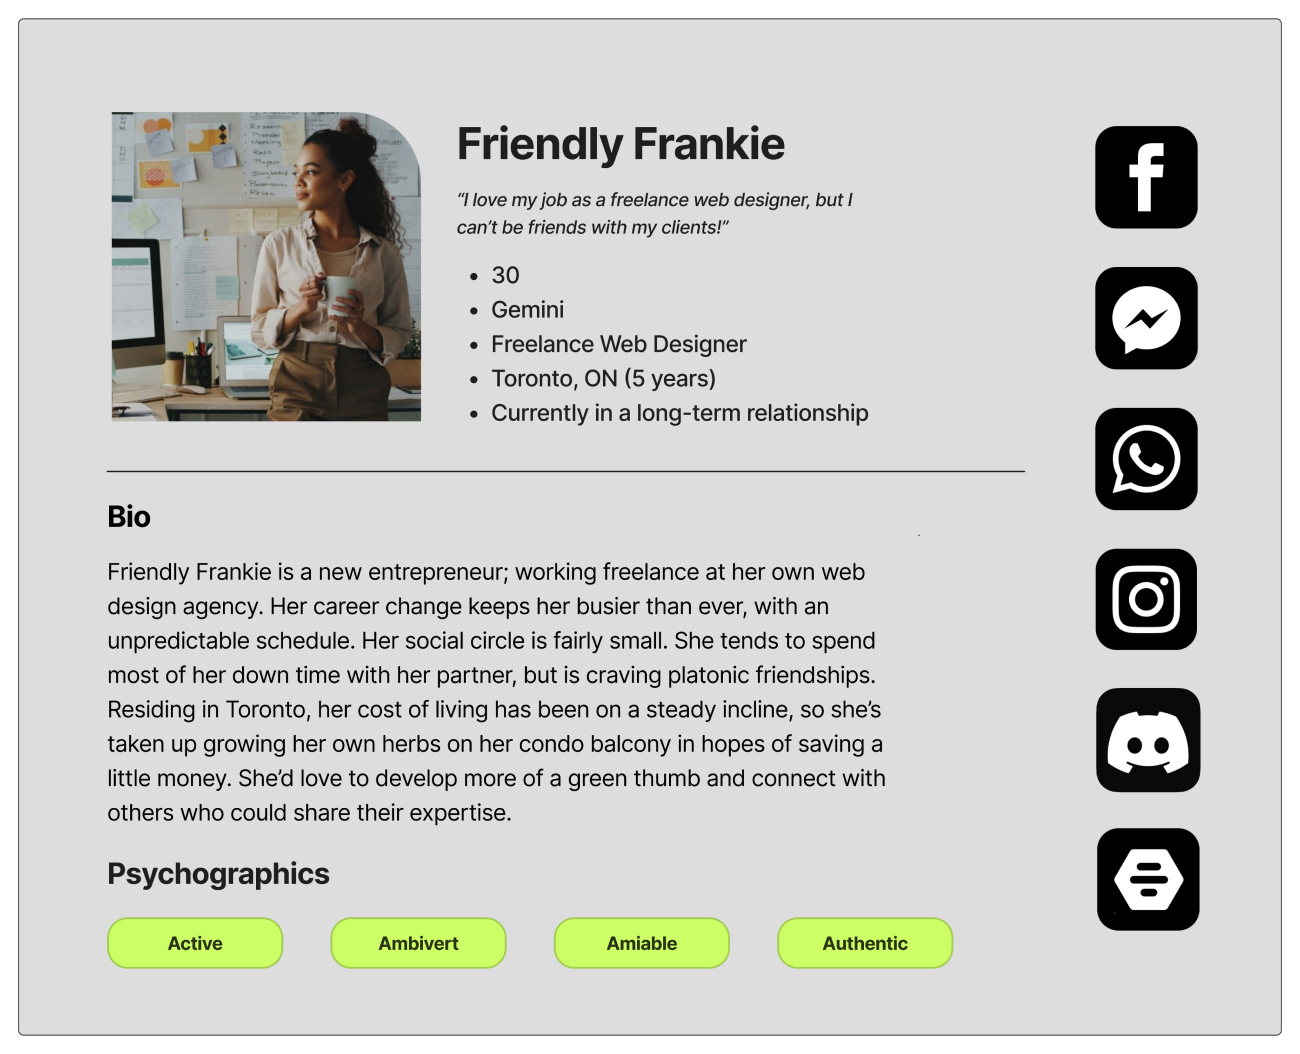 Friendly Frankie
“I love my job as a freelance web designer, but I
can’t be friends with my clients!”
• 30
• Gemini
• Freelance Web Designer
• Toronto, ON (5 years)
• Currently in a long-term relationship
Bio
Friendly Frankie is a new entrepreneur; working freelance at her own web
design agency. Her career change keeps her busier than ever, with an
unpredictable schedule. Her social circle is fairly small. She tends to spend
most of her down time with her partner, but is craving platonic friendships.
Residing in Toronto, her cost of living has been on a steady incline, so she’s
taken up growing her own herbs on her condo balcony in hopes of saving a
little money. She’d love to develop more of a green thumb and connect with
others who could share their expertise.
Psychographics
Active
Ambivert
Amiable
Authentic